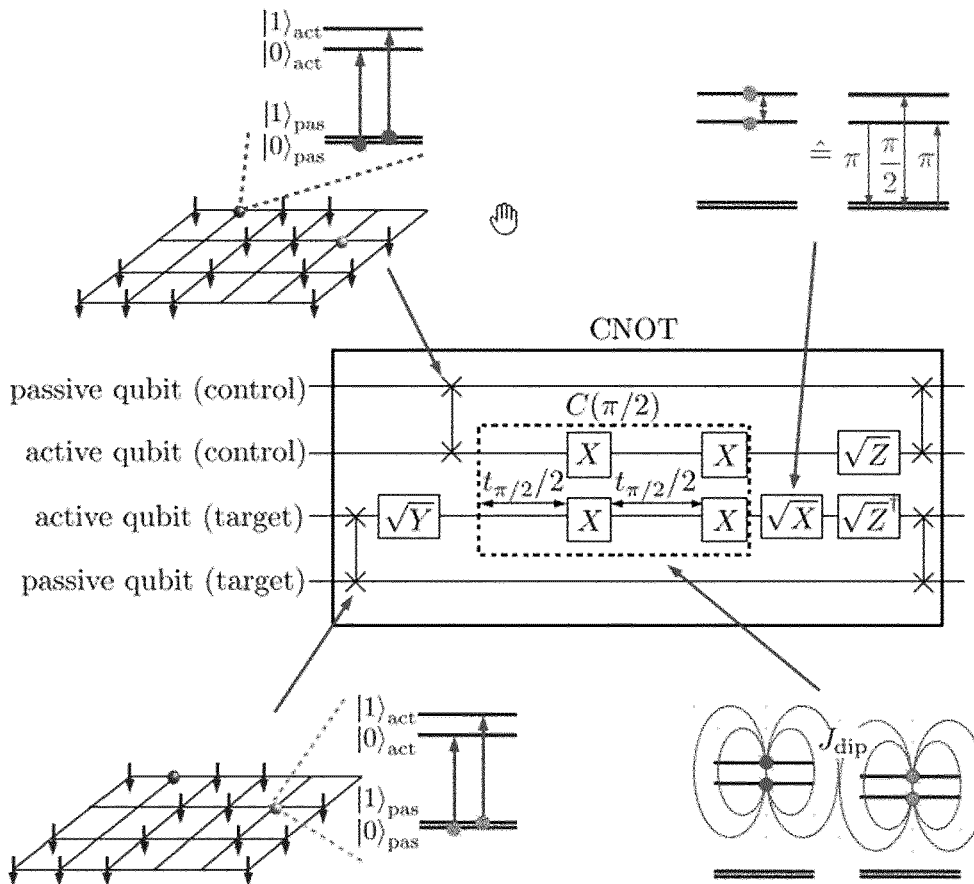 |1⟩act
|0⟩act
|1⟩pas
|0⟩pas
≙ π π/2 π
CNOT
passive qubit (control)
C(π/2)
active qubit (control) X X √Z
tπ/2/2 tπ/2/2
active qubit (target) √Y X X √X √Z†
passive qubit (target)
|1⟩act
|0⟩act
|1⟩pas
|0⟩pas
Jdip